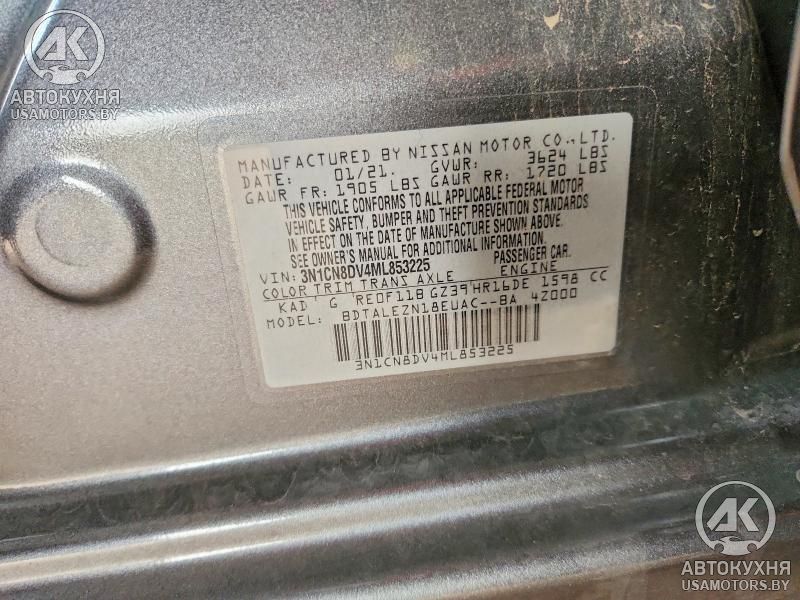 AK
АВТОКУХНЯ
USAMOTORS.BY
MANUFACTURED BY NISSAN MOTOR CO.,LTD.
DATE: 01/21. GVWR: 3624 LBS
GAWR FR: 1905 LBS GAWR RR: 1720 LBS
THIS VEHICLE CONFORMS TO ALL APPLICABLE FEDERAL MOTOR
VEHICLE SAFETY, BUMPER AND THEFT PREVENTION STANDARDS
IN EFFECT ON THE DATE OF MANUFACTURE SHOWN ABOVE.
SEE OWNER'S MANUAL FOR ADDITIONAL INFORMATION.
VIN: 3N1CN8DV4ML853225 PASSENGER CAR.
COLOR TRIM TRANS AXLE ENGINE
KAD G RE0F11B GZ39 HR16DE 1598 CC
MODEL: BDTALEZN18EUAC--BA 4Z000
3N1CN8DV4ML853225
AK
АВТОКУХНЯ
USAMOTORS.BY